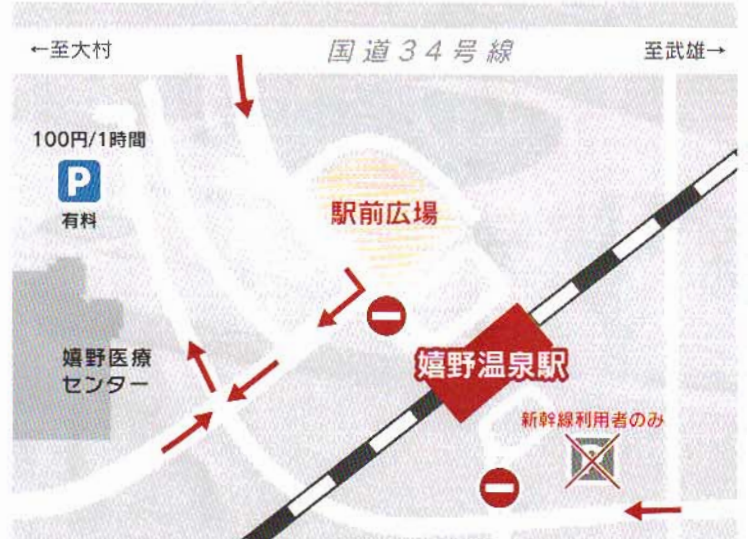 ←至大村
国道34号線
至武雄→
100円/1時間
P
有料
駅前広場
嬉野医療
センター
嬉野温泉駅
新幹線利用者のみ
P